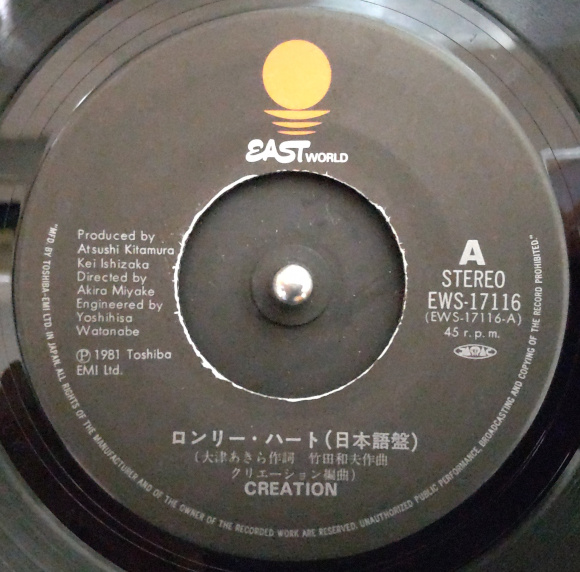 EAST WORLD
Produced by
Atsushi Kitamura
Kei Ishizaka
Directed by
Akira Miyake
Engineered by
Yoshihisa
Watanabe
Ⓟ 1981 Toshiba
EMI Ltd.
A
STEREO
EWS-17116
(EWS-17116-A)
45 r.p.m.
JASRAC
ロンリー・ハート(日本語盤)
(大津あきら作詞 竹田和夫作曲
クリエーション編曲)
CREATION
"MFD. BY TOSHIBA-EMI LTD. IN JAPAN. ALL RIGHTS OF THE MANUFACTURER AND OF THE OWNER OF THE RECORDED WORK ARE RESERVED. UNAUTHORIZED PUBLIC PERFORMANCE, BROADCASTING AND COPYING OF THE RECORD PROHIBITED."